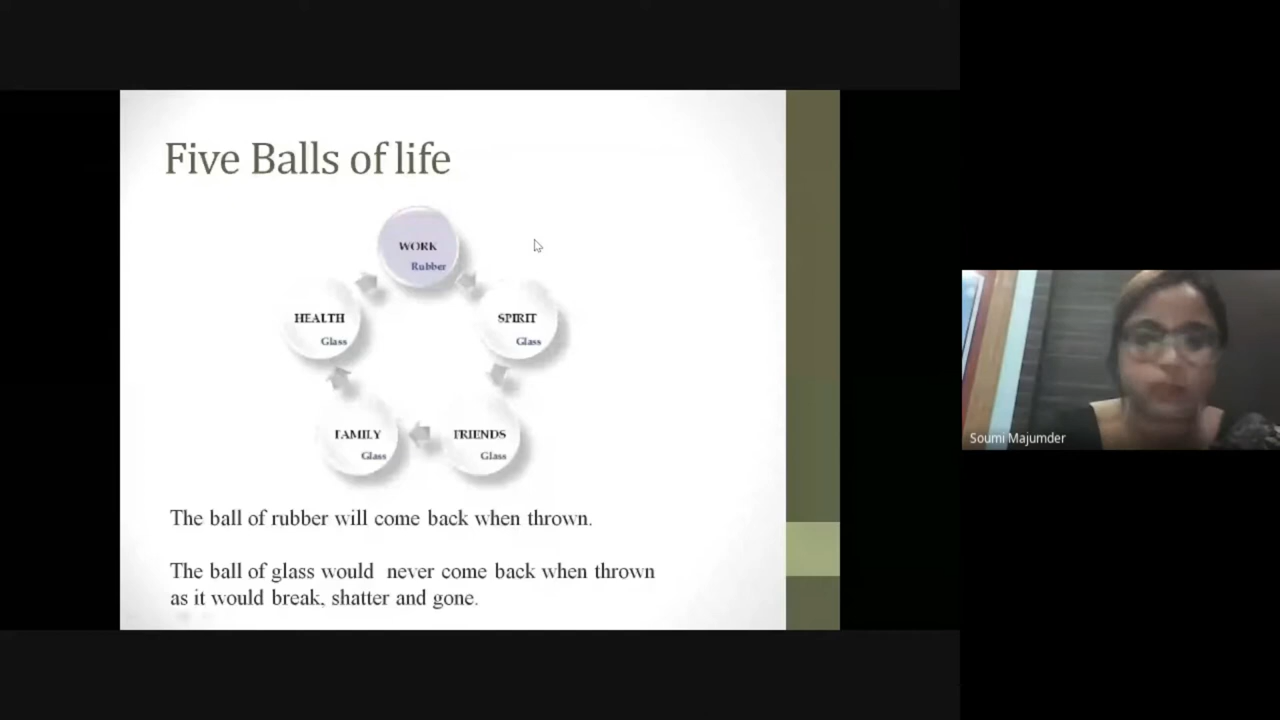 Five Balls of life
WORK
Rubber
HEALTH
Glass
SPIRIT
Glass
FAMILY
Glass
FRIENDS
Glass
The ball of rubber will come back when thrown.
The ball of glass would never come back when thrown
as it would break, shatter and gone.
Soumi Majumder